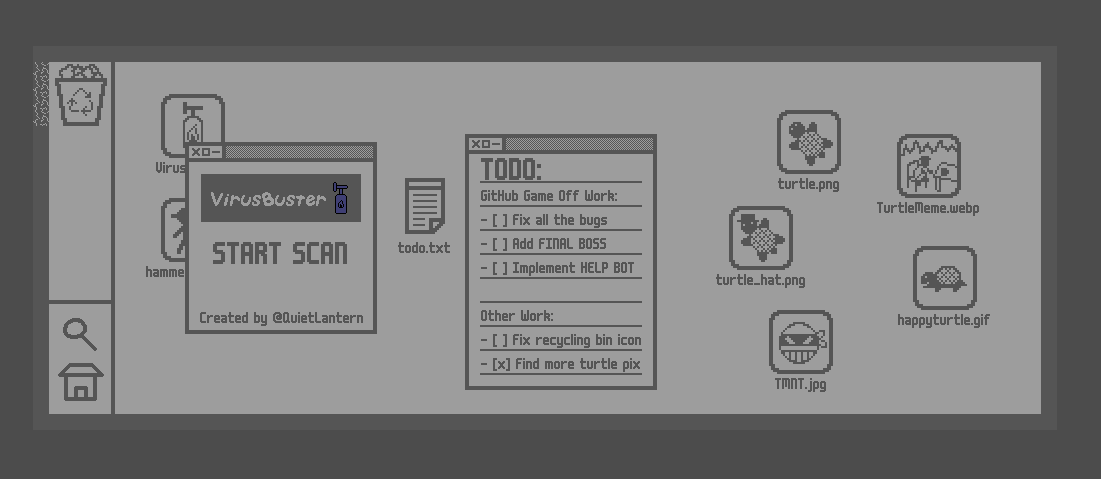 Virus
VirusBuster
START SCAN
Created by @QuietLantern
hamme
todo.txt
TODO:
GitHub Game Off Work:
- [ ] Fix all the bugs
- [ ] Add FINAL BOSS
- [ ] Implement HELP BOT
Other Work:
- [ ] Fix recycling bin icon
- [x] Find more turtle pix
turtle.png
TurtleMeme.webp
turtle_hat.png
happyturtle.gif
TMNT.jpg